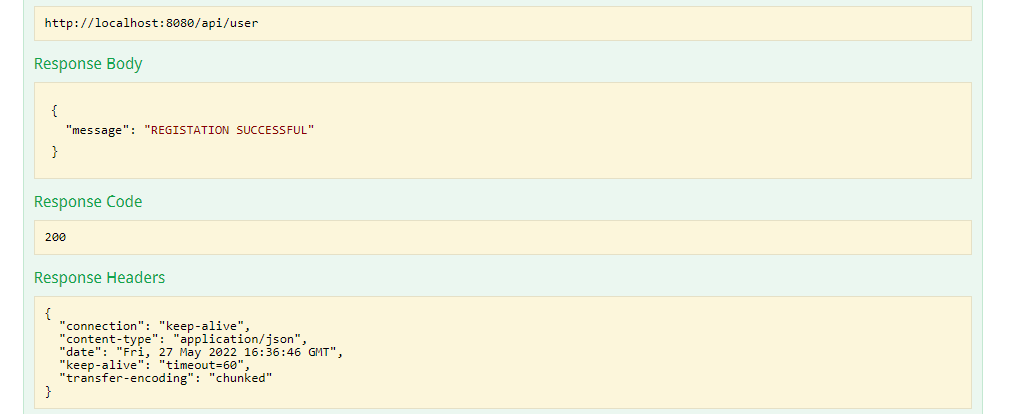 http://localhost:8080/api/user
Response Body
{
"message": "REGISTATION SUCCESSFUL"
}
Response Code
200
Response Headers
{
"connection": "keep-alive",
"content-type": "application/json",
"date": "Fri, 27 May 2022 16:36:46 GMT",
"keep-alive": "timeout=60",
"transfer-encoding": "chunked"
}